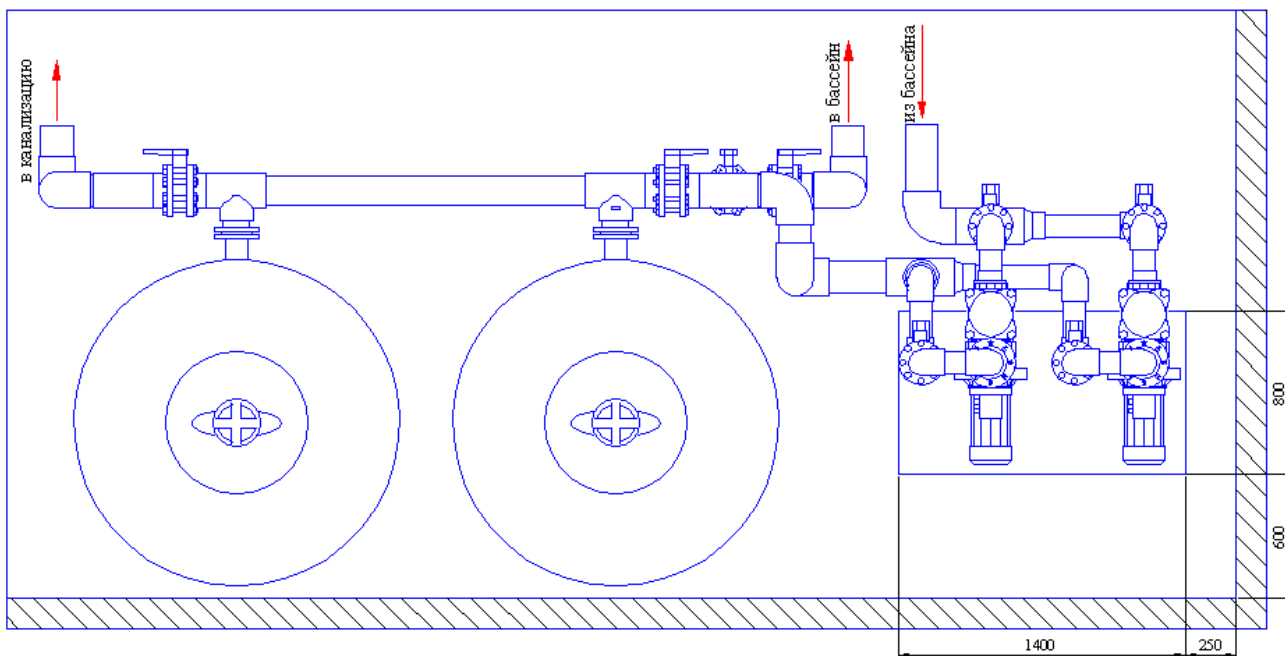 в канализацию
в бассейн
из бассейна
800
600
1400
250